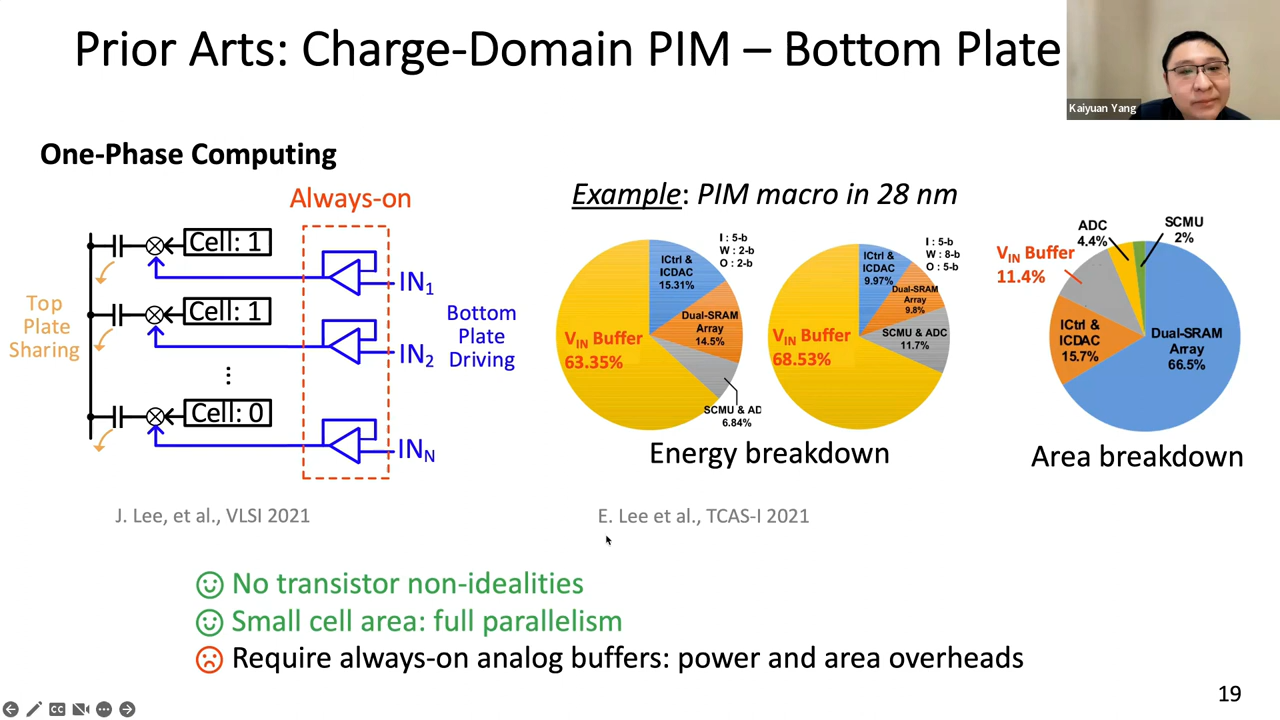 Prior Arts: Charge-Domain PIM – Bottom Plate
Kaiyuan Yang
One-Phase Computing
Always-on
Cell: 1
IN1
Cell: 1
IN2
⋮
Cell: 0
INN
Top
Plate
Sharing
Bottom
Plate
Driving
J. Lee, et al., VLSI 2021
Example: PIM macro in 28 nm
I : 5-b
W : 2-b
O : 2-b
ICtrl &
ICDAC
15.31%
Dual-SRAM
Array
14.5%
SCMU & AD
6.84%
VIN Buffer
63.35%
I : 5-b
W : 8-b
O : 5-b
ICtrl &
ICDAC
9.97%
Dual-SRAM
Array
9.8%
SCMU & ADC
11.7%
VIN Buffer
68.53%
Energy breakdown
E. Lee et al., TCAS-I 2021
SCMU
2%
ADC
4.4%
VIN Buffer
11.4%
ICtrl &
ICDAC
15.7%
Dual-SRAM
Array
66.5%
Area breakdown
No transistor non-idealities
Small cell area: full parallelism
Require always-on analog buffers: power and area overheads
19
CC